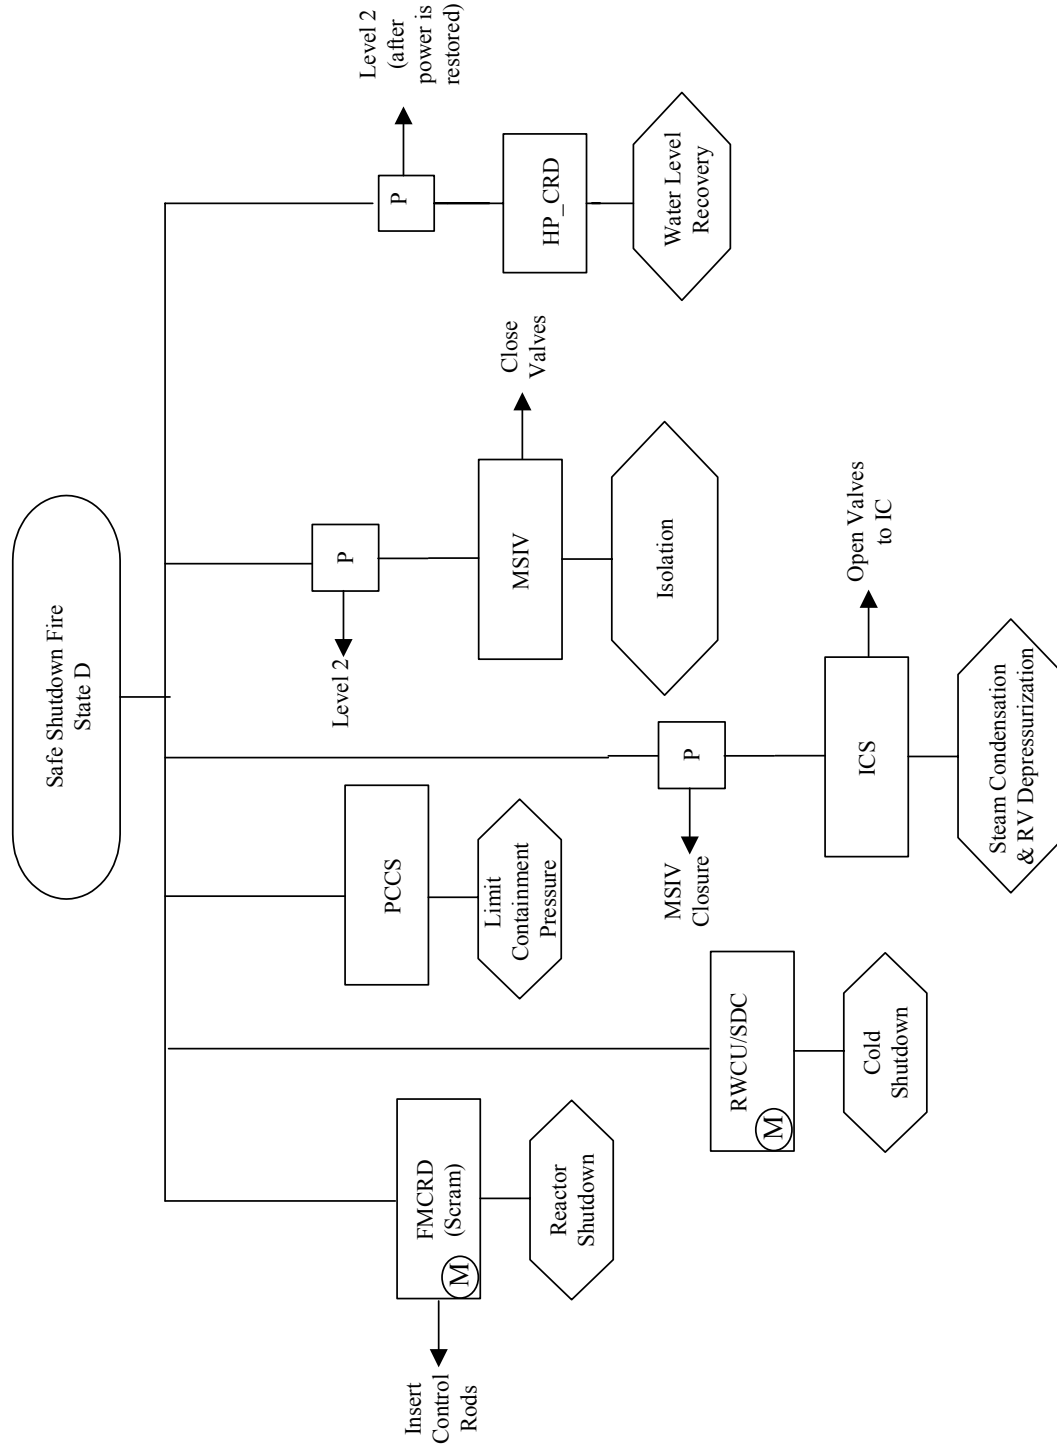 Safe Shutdown Fire
State D
Insert
Control
Rods
FMCRD
(Scram)
M
Reactor
Shutdown
RWCU/SDC
M
Cold
Shutdown
PCCS
Limit
Containment
Pressure
MSIV
Closure
P
ICS
Open Valves
to IC
Steam Condensation
& RV Depressurization
Level 2
P
MSIV
Close
Valves
Isolation
P
Level 2
(after
power is
restored)
HP_CRD
Water Level
Recovery